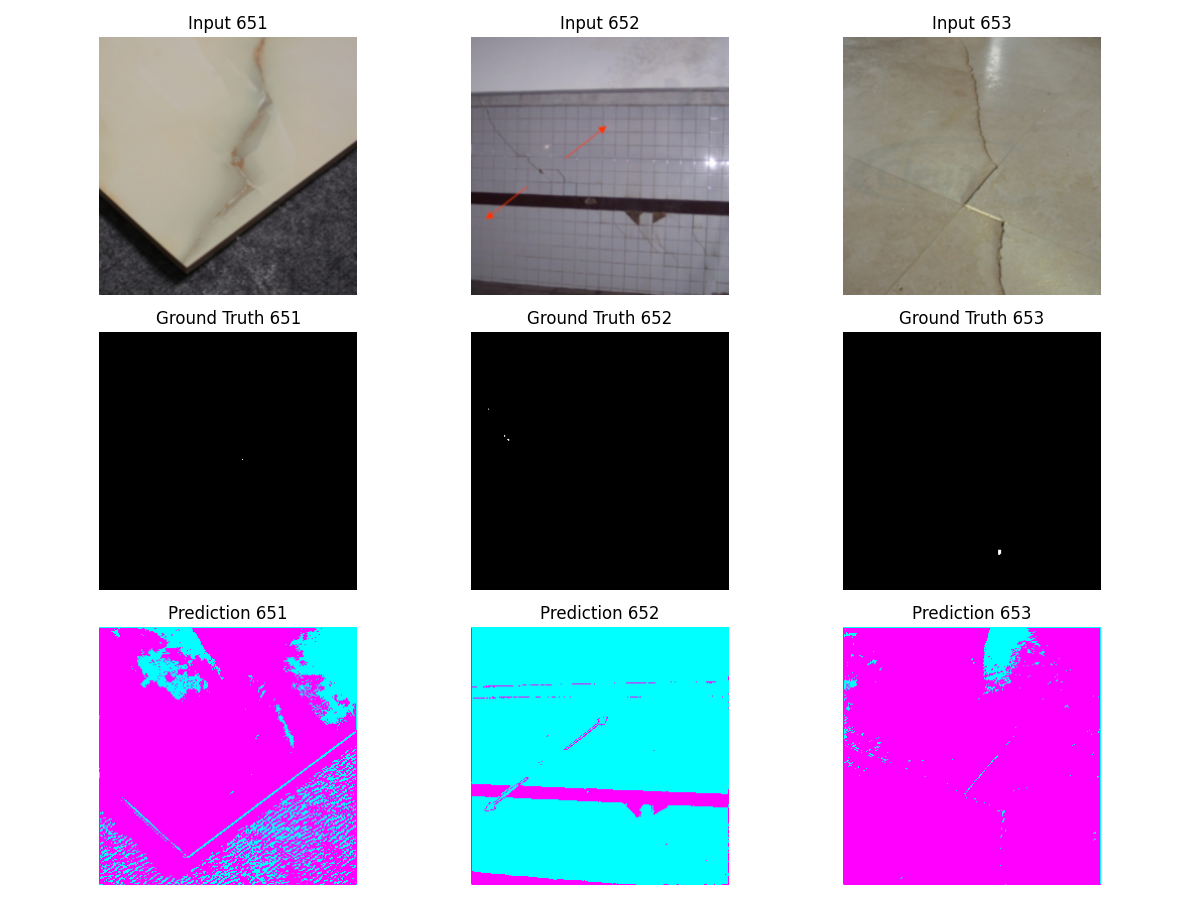 Input 651
Input 652
Input 653
Ground Truth 651
Ground Truth 652
Ground Truth 653
Prediction 651
Prediction 652
Prediction 653